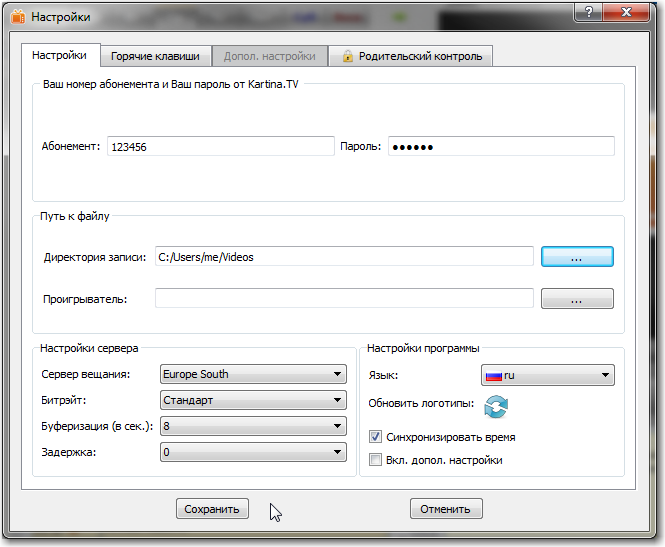 Настройки
Настройки Горячие клавиши Допол. настройки Родительский контроль
Ваш номер абонемента и Ваш пароль от Kartina.TV
Абонемент: 123456 Пароль: ●●●●●●
Путь к файлу
Директория записи: C:/Users/me/Videos ...
Проигрыватель: ...
Настройки сервера Настройки программы
Сервер вещания: Europe South Язык: ru
Битрэйт: Стандарт Обновить логотипы:
Буферизация (в сек.): 8 Синхронизировать время
Задержка: 0 Вкл. допол. настройки
Сохранить Отменить